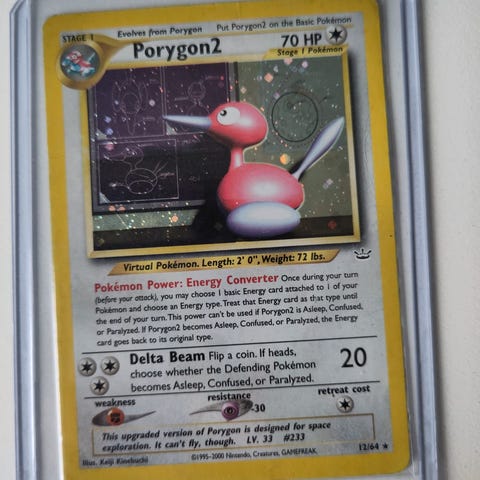 Evolves from Porygon Put Porygon2 on the Basic Pokémon
STAGE 1 Porygon2 70 HP
Stage 1 Pokémon
Virtual Pokémon. Length: 2' 0", Weight: 72 lbs.
Pokémon Power: Energy Converter Once during your turn
(before your attack), you may choose 1 basic Energy card attached to 1 of your
Pokémon and choose an Energy type. Treat that Energy card as that type until
the end of your turn. This power can't be used if Porygon2 is Asleep, Confused,
or Paralyzed. If Porygon2 becomes Asleep, Confused, or Paralyzed, the Energy
card goes back to its original type.
Delta Beam Flip a coin. If heads,
choose whether the Defending Pokémon 20
becomes Asleep, Confused, or Paralyzed.
weakness resistance retreat cost
-30
This upgraded version of Porygon is designed for space
exploration. It can't fly, though. LV. 33 #233
Illus. Keiji Kinebuchi ©1995-2000 Nintendo, Creatures, GAMEFREAK. 12/64 ★